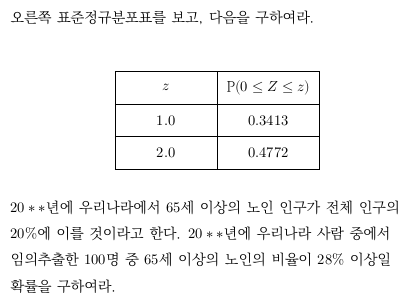 오른쪽 표준정규분포표를 보고, 다음을 구하여라.
z P(0 ≤ Z ≤ z)
1.0 0.3413
2.0 0.4772
20 * *년에 우리나라에서 65세 이상의 노인 인구가 전체 인구의
20%에 이를 것이라고 한다. 20 * *년에 우리나라 사람 중에서
임의추출한 100명 중 65세 이상의 노인의 비율이 28% 이상일
확률을 구하여라.